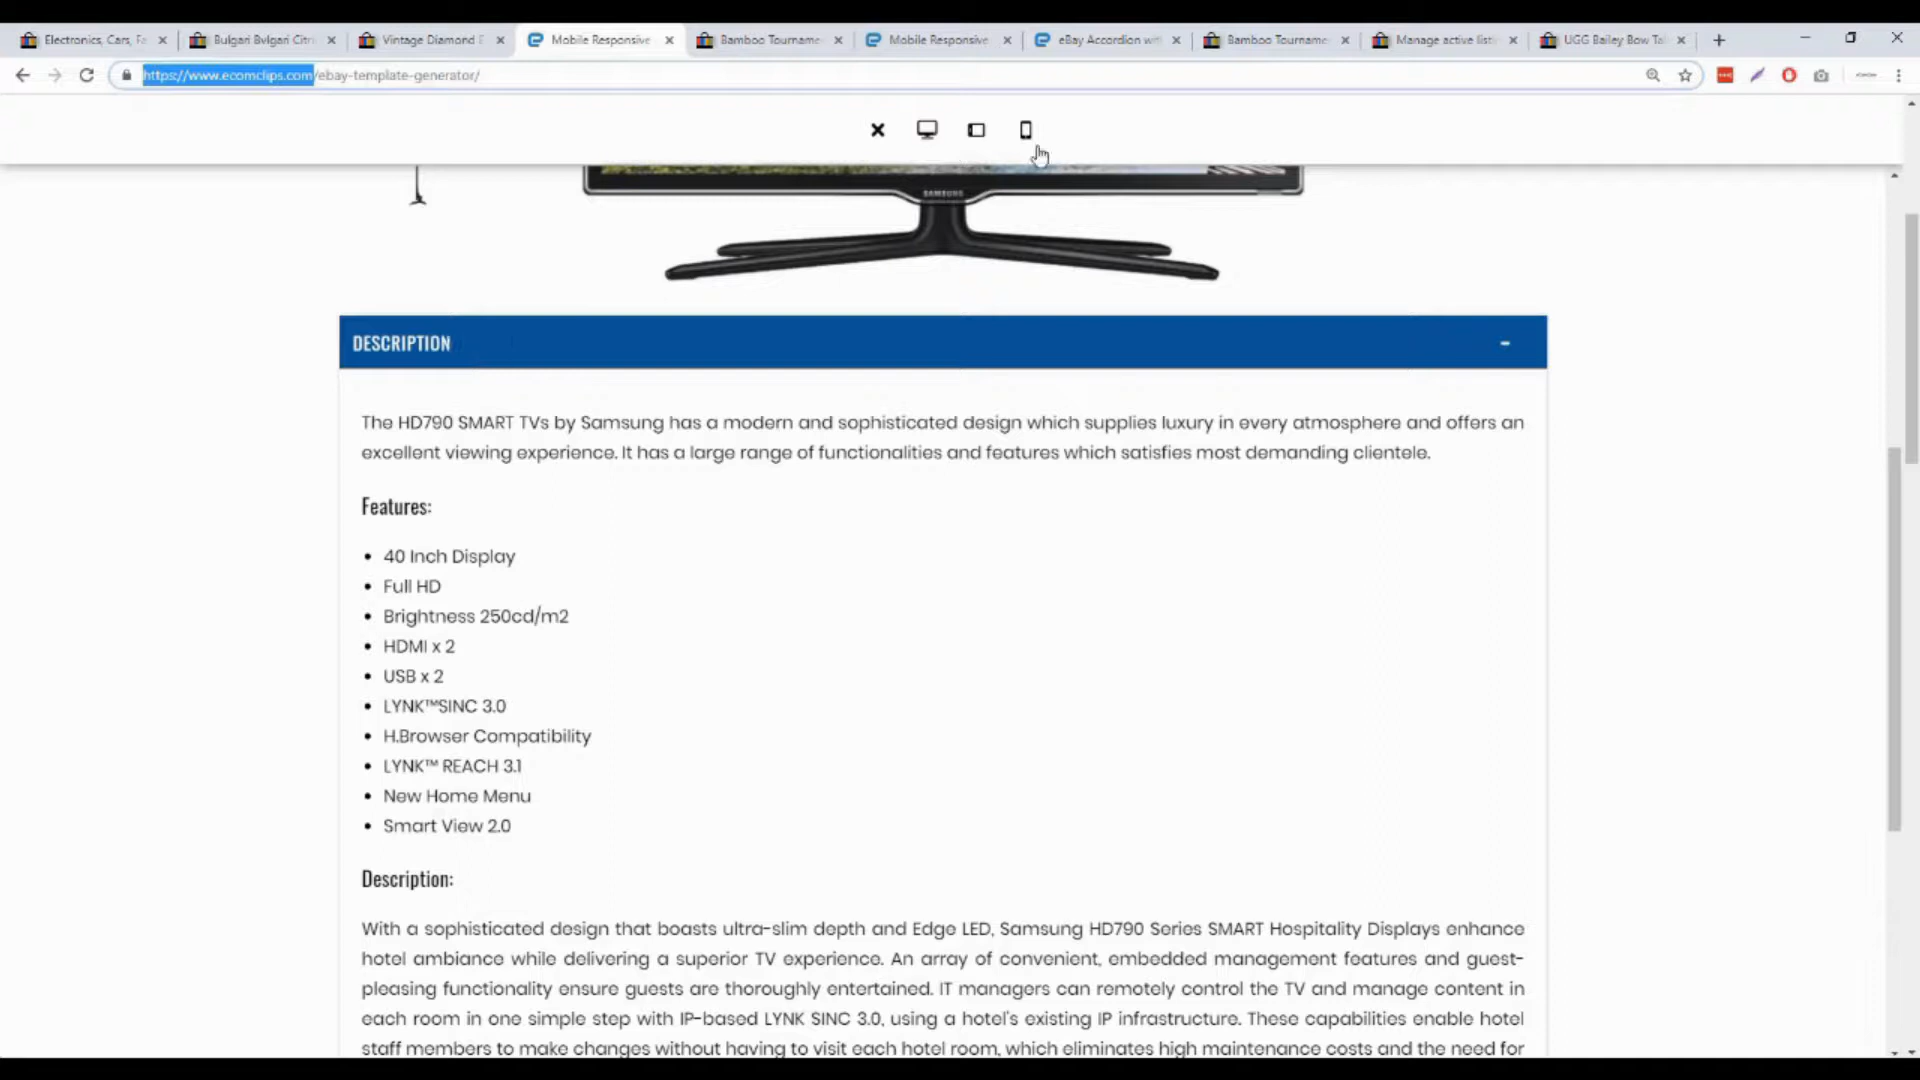 Electronics, Cars, Fa
Bulgari Bvlgari Citri
Vintage Diamond E
Mobile Responsive
Bamboo Tourname
Mobile Responsive
eBay Accordion wit
Bamboo Tourname
Manage active listi
UGG Bailey Bow Ta
https://www.ecomclips.com/ebay-template-generator/
SAMSUNG
DESCRIPTION
The HD790 SMART TVs by Samsung has a modern and sophisticated design which supplies luxury in every atmosphere and offers an
excellent viewing experience. It has a large range of functionalities and features which satisfies most demanding clientele.
Features:
• 40 Inch Display
• Full HD
• Brightness 250cd/m2
• HDMI x 2
• USB x 2
• LYNK™SINC 3.0
• H.Browser Compatibility
• LYNK™ REACH 3.1
• New Home Menu
• Smart View 2.0
Description:
With a sophisticated design that boasts ultra-slim depth and Edge LED, Samsung HD790 Series SMART Hospitality Displays enhance
hotel ambiance while delivering a superior TV experience. An array of convenient, embedded management features and guest-
pleasing functionality ensure guests are thoroughly entertained. IT managers can remotely control the TV and manage content in
each room in one simple step with IP-based LYNK SINC 3.0, using a hotel's existing IP infrastructure. These capabilities enable hotel
staff members to make changes without having to visit each hotel room, which eliminates high maintenance costs and the need for